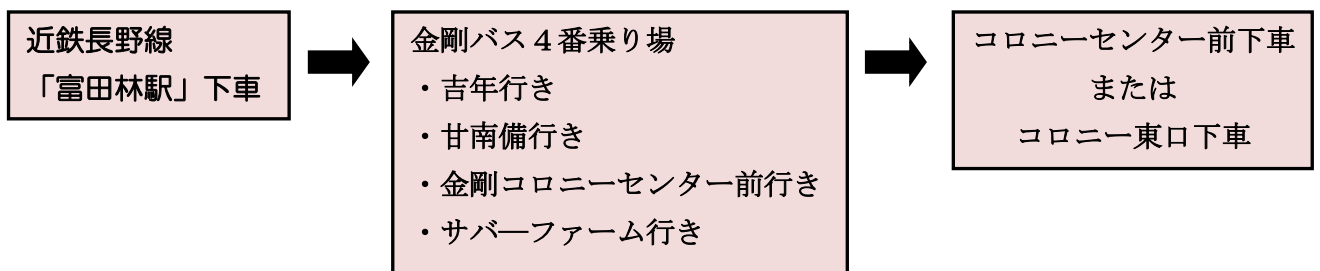 近鉄長野線
「富田林駅」下車
金剛バス４番乗り場
・吉年行き
・甘南備行き
・金剛コロニーセンター前行き
・サバ―ファーム行き
コロニーセンター前下車
または
コロニー東口下車